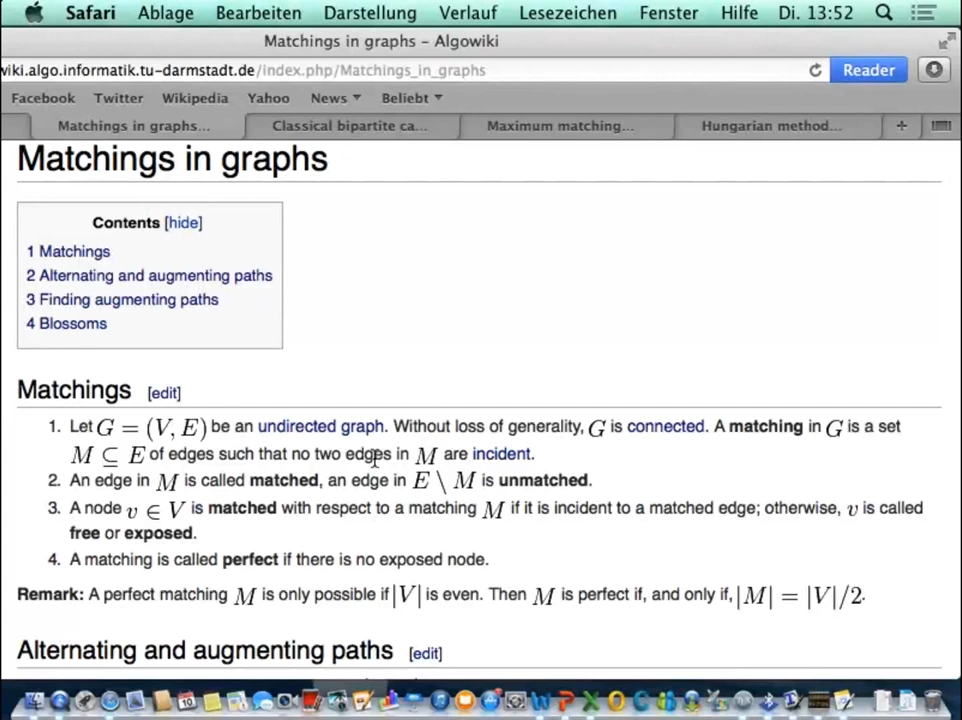 Safari Ablage Bearbeiten Darstellung Verlauf Lesezeichen Fenster Hilfe Di. 13:52
Matchings in graphs – Algowiki
wiki.algo.informatik.tu-darmstadt.de/index.php/Matchings_in_graphs Reader
Facebook Twitter Wikipedia Yahoo News Beliebt
Matchings in graphs... Classical bipartite ca... Maximum matching... Hungarian method... +
Matchings in graphs
Contents [hide]
1 Matchings
2 Alternating and augmenting paths
3 Finding augmenting paths
4 Blossoms
Matchings [edit]
1. Let G = (V, E) be an undirected graph. Without loss of generality, G is connected. A matching in G is a set
M ⊆ E of edges such that no two edges in M are incident.
2. An edge in M is called matched, an edge in E \ M is unmatched.
3. A node v ∈ V is matched with respect to a matching M if it is incident to a matched edge; otherwise, v is called
free or exposed.
4. A matching is called perfect if there is no exposed node.
Remark: A perfect matching M is only possible if |V| is even. Then M is perfect if, and only if, |M| = |V|/2.
Alternating and augmenting paths [edit]